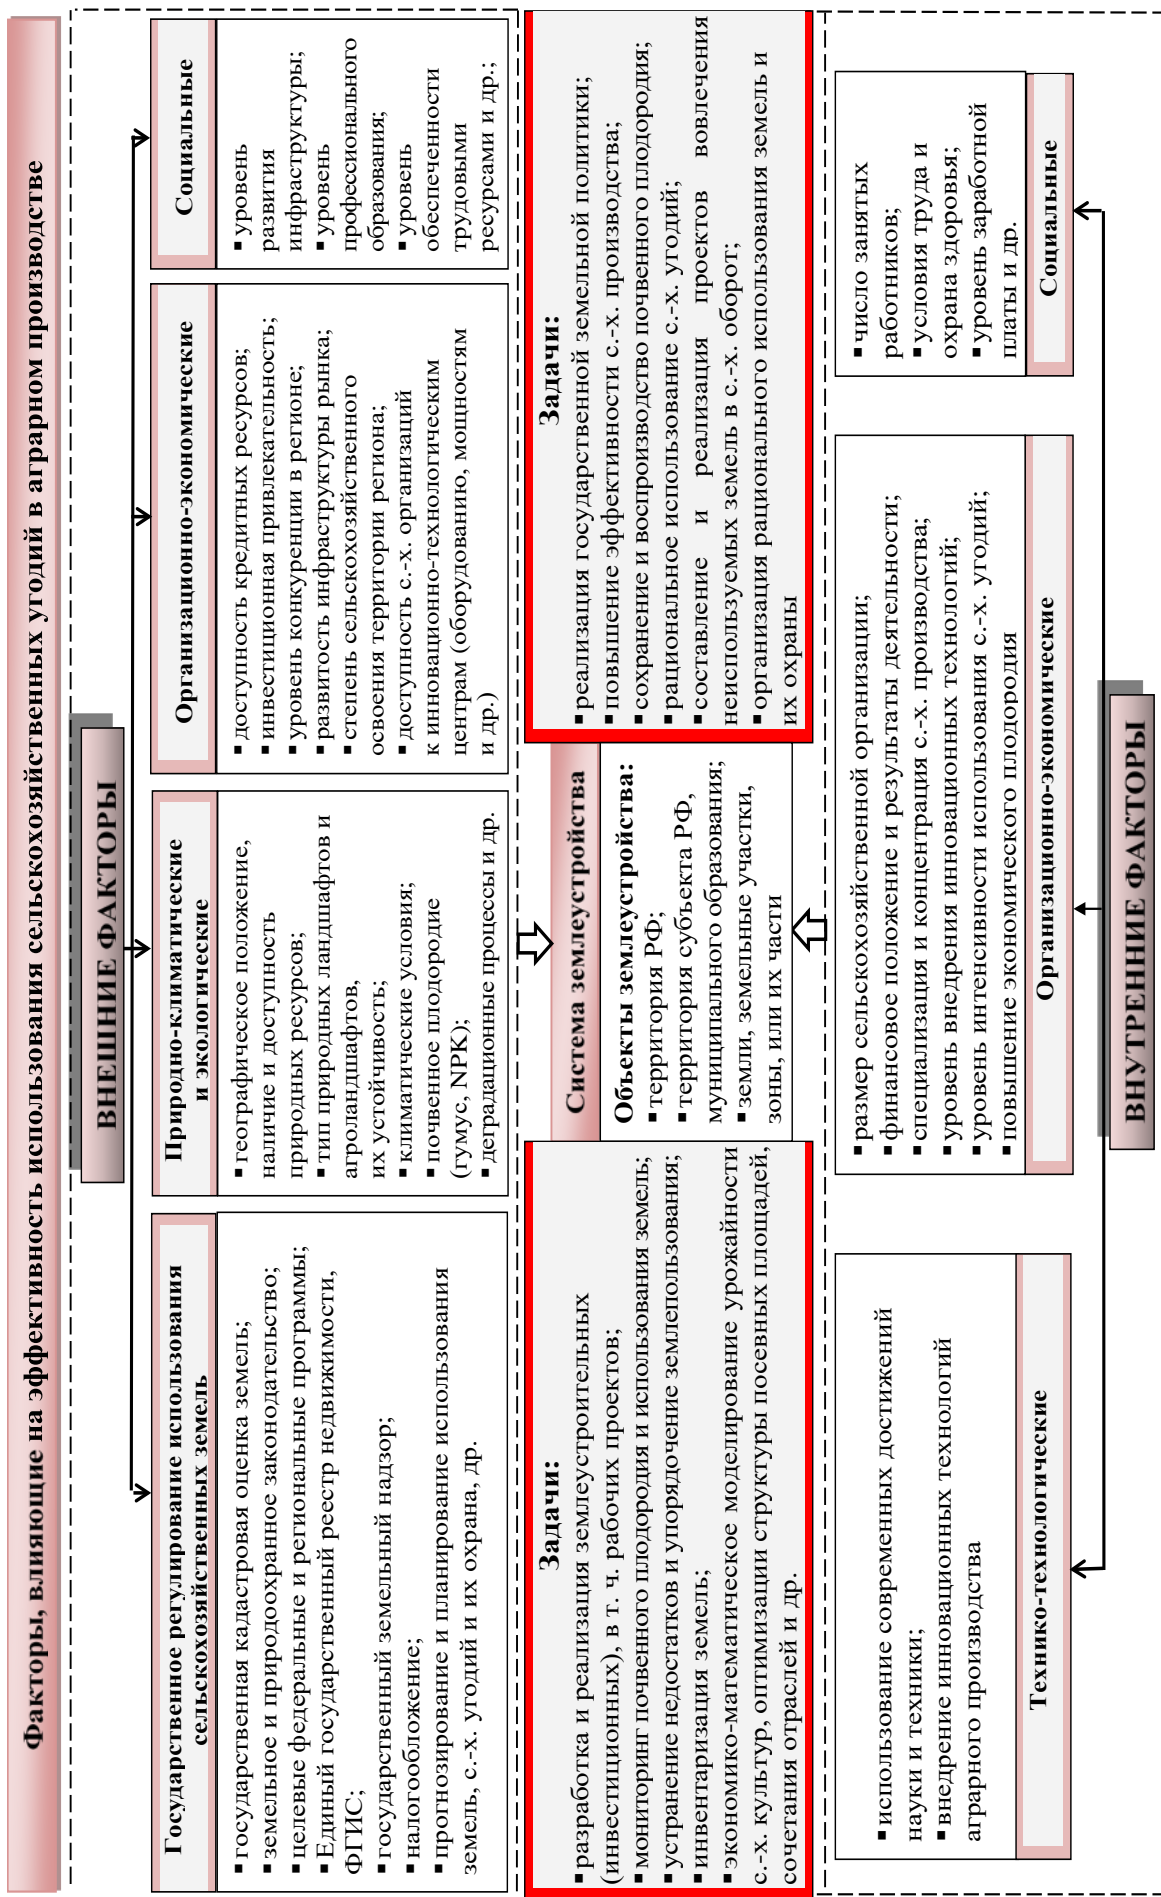 Факторы, влияющие на эффективность использования сельскохозяйственных угодий в аграрном производстве
ВНЕШНИЕ ФАКТОРЫ
Государственное регулирование использования
сельскохозяйственных земель
▪государственная кадастровая оценка земель;
▪земельное и природоохранное законодательство;
▪целевые федеральные и региональные программы;
▪Единый государственный реестр недвижимости,
ФГИС;
▪государственный земельный надзор;
▪налогообложение;
▪прогнозирование и планирование использования
земель, с.-х. угодий и их охрана, др.
Природно-климатические
и экологические
▪географическое положение,
наличие и доступность
природных ресурсов;
▪тип природных ландшафтов и
агроландшафтов,
их устойчивость;
▪климатические условия;
▪почвенное плодородие
(гумус, NPK);
▪деградационные процессы и др.
Организационно-экономические
▪доступность кредитных ресурсов;
▪инвестиционная привлекательность;
▪уровень конкуренции в регионе;
▪развитость инфраструктуры рынка;
▪степень сельскохозяйственного
освоения территории региона;
▪доступность с.-х. организаций
к инновационно-технологическим
центрам (оборудованию, мощностям
и др.)
Социальные
▪уровень
развития
инфраструктуры;
▪уровень
профессионального
образования;
▪уровень
обеспеченности
трудовыми
ресурсами и др.;
Задачи:
▪разработка и реализация землеустроительных
(инвестиционных), в т. ч. рабочих проектов;
▪мониторинг почвенного плодородия и использования земель;
▪устранение недостатков и упорядочение землепользования;
▪инвентаризация земель;
▪экономико-математическое моделирование урожайности
с.-х. культур, оптимизации структуры посевных площадей,
сочетания отраслей и др.
Система землеустройства
Объекты землеустройства:
▪территория РФ;
▪территория субъекта РФ,
муниципального образования;
▪земли, земельные участки,
зоны, или их части
Задачи:
▪реализация государственной земельной политики;
▪повышение эффективности с.-х. производства;
▪сохранение и воспроизводство почвенного плодородия;
▪рациональное использование с.-х. угодий;
▪составление и реализация проектов вовлечения
неиспользуемых земель в с.-х. оборот;
▪организация рационального использования земель и
их охраны
▪использование современных достижений
науки и техники;
▪внедрение инновационных технологий
аграрного производства
Технико-технологические
▪размер сельскохозяйственной организации;
▪финансовое положение и результаты деятельности;
▪специализация и концентрация с.-х. производства;
▪уровень внедрения инновационных технологий;
▪уровень интенсивности использования с.-х. угодий;
▪повышение экономического плодородия
Организационно-экономические
▪число занятых
работников;
▪условия труда и
охрана здоровья;
▪уровень заработной
платы и др.
Социальные
ВНУТРЕННИЕ ФАКТОРЫ